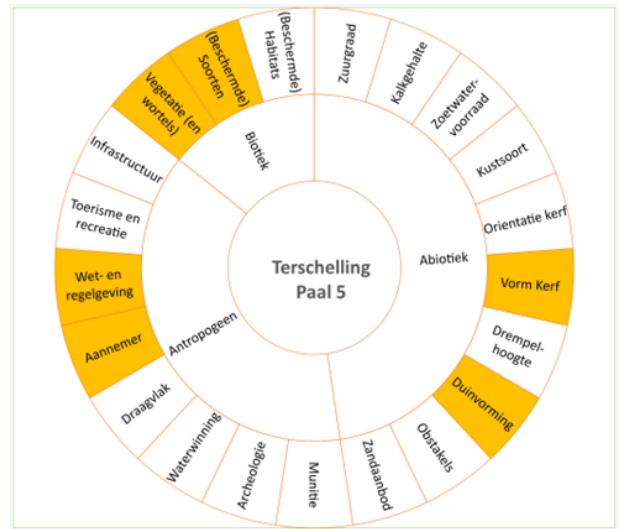 Terschelling
Paal 5
Abiotiek
Zuurgraad
Kalkgehalte
Zoetwater-
voorraad
Kustsoort
Orientatie kerf
Vorm Kerf
Drempel-
hoogte
Duinvorming
Obstakels
Zandaanbod
Antropogeen
Munitie
Archeologie
Waterwinning
Draagvlak
Aannemer
Wet- en
regelgeving
Toerisme en
recreatie
Infrastructuur
Biotiek
Vegetatie (en
wortels)
(Beschermde)
Soorten
(Beschermde)
Habitats